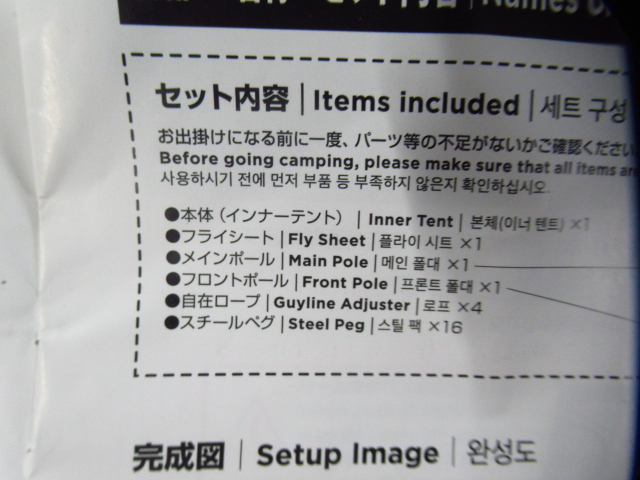 Names
セット内容 | Items included | 세트 구성
お出掛けになる前に一度、パーツ等の不足がないかご確認ください
Before going camping, please make sure that all items are
사용하시기 전에 먼저 부품 등 부족하지 않은지 확인하십시오
●本体（インナーテント） | Inner Tent | 본체(이너 텐트) ×1
●フライシート | Fly Sheet | 플라이 시트 ×1
●メインポール | Main Pole | 메인 폴대 ×1
●フロントポール | Front Pole | 프론트 폴대 ×1
●自在ロープ | Guyline Adjuster | 로프 ×4
●スチールペグ | Steel Peg | 스틸 팩 ×16
完成図 | Setup Image | 완성도